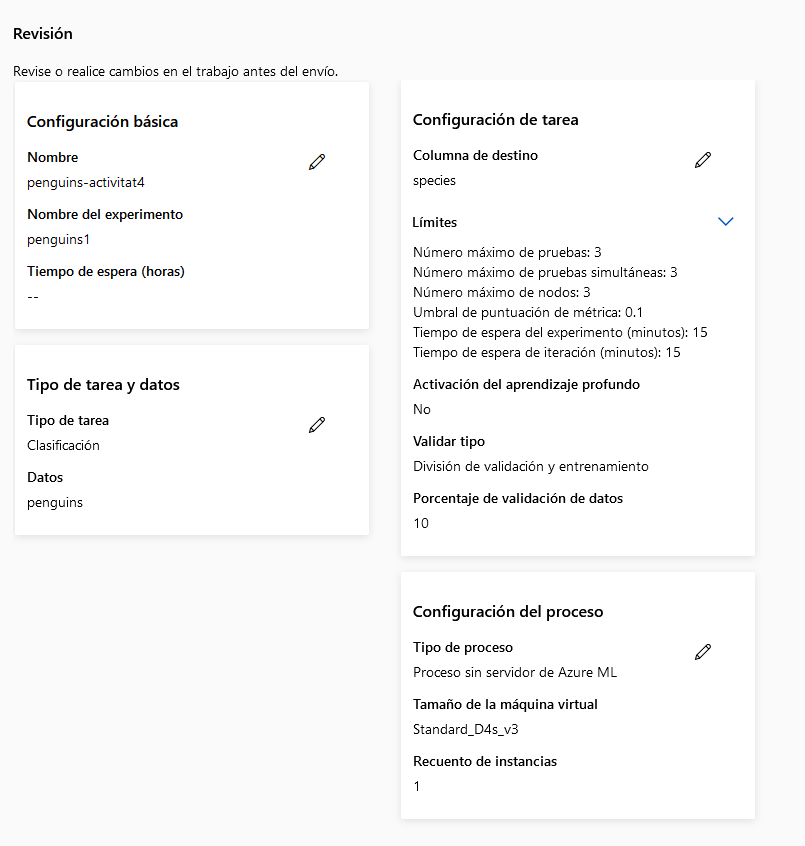 Revisión
Revise o realice cambios en el trabajo antes del envío.
Configuración básica
Nombre
penguins-activitat4
Nombre del experimento
penguins1
Tiempo de espera (horas)
--
Tipo de tarea y datos
Tipo de tarea
Clasificación
Datos
penguins
Configuración de tarea
Columna de destino
species
Límites
Número máximo de pruebas: 3
Número máximo de pruebas simultáneas: 3
Número máximo de nodos: 3
Umbral de puntuación de métrica: 0.1
Tiempo de espera del experimento (minutos): 15
Tiempo de espera de iteración (minutos): 15
Activación del aprendizaje profundo
No
Validar tipo
División de validación y entrenamiento
Porcentaje de validación de datos
10
Configuración del proceso
Tipo de proceso
Proceso sin servidor de Azure ML
Tamaño de la máquina virtual
Standard_D4s_v3
Recuento de instancias
1